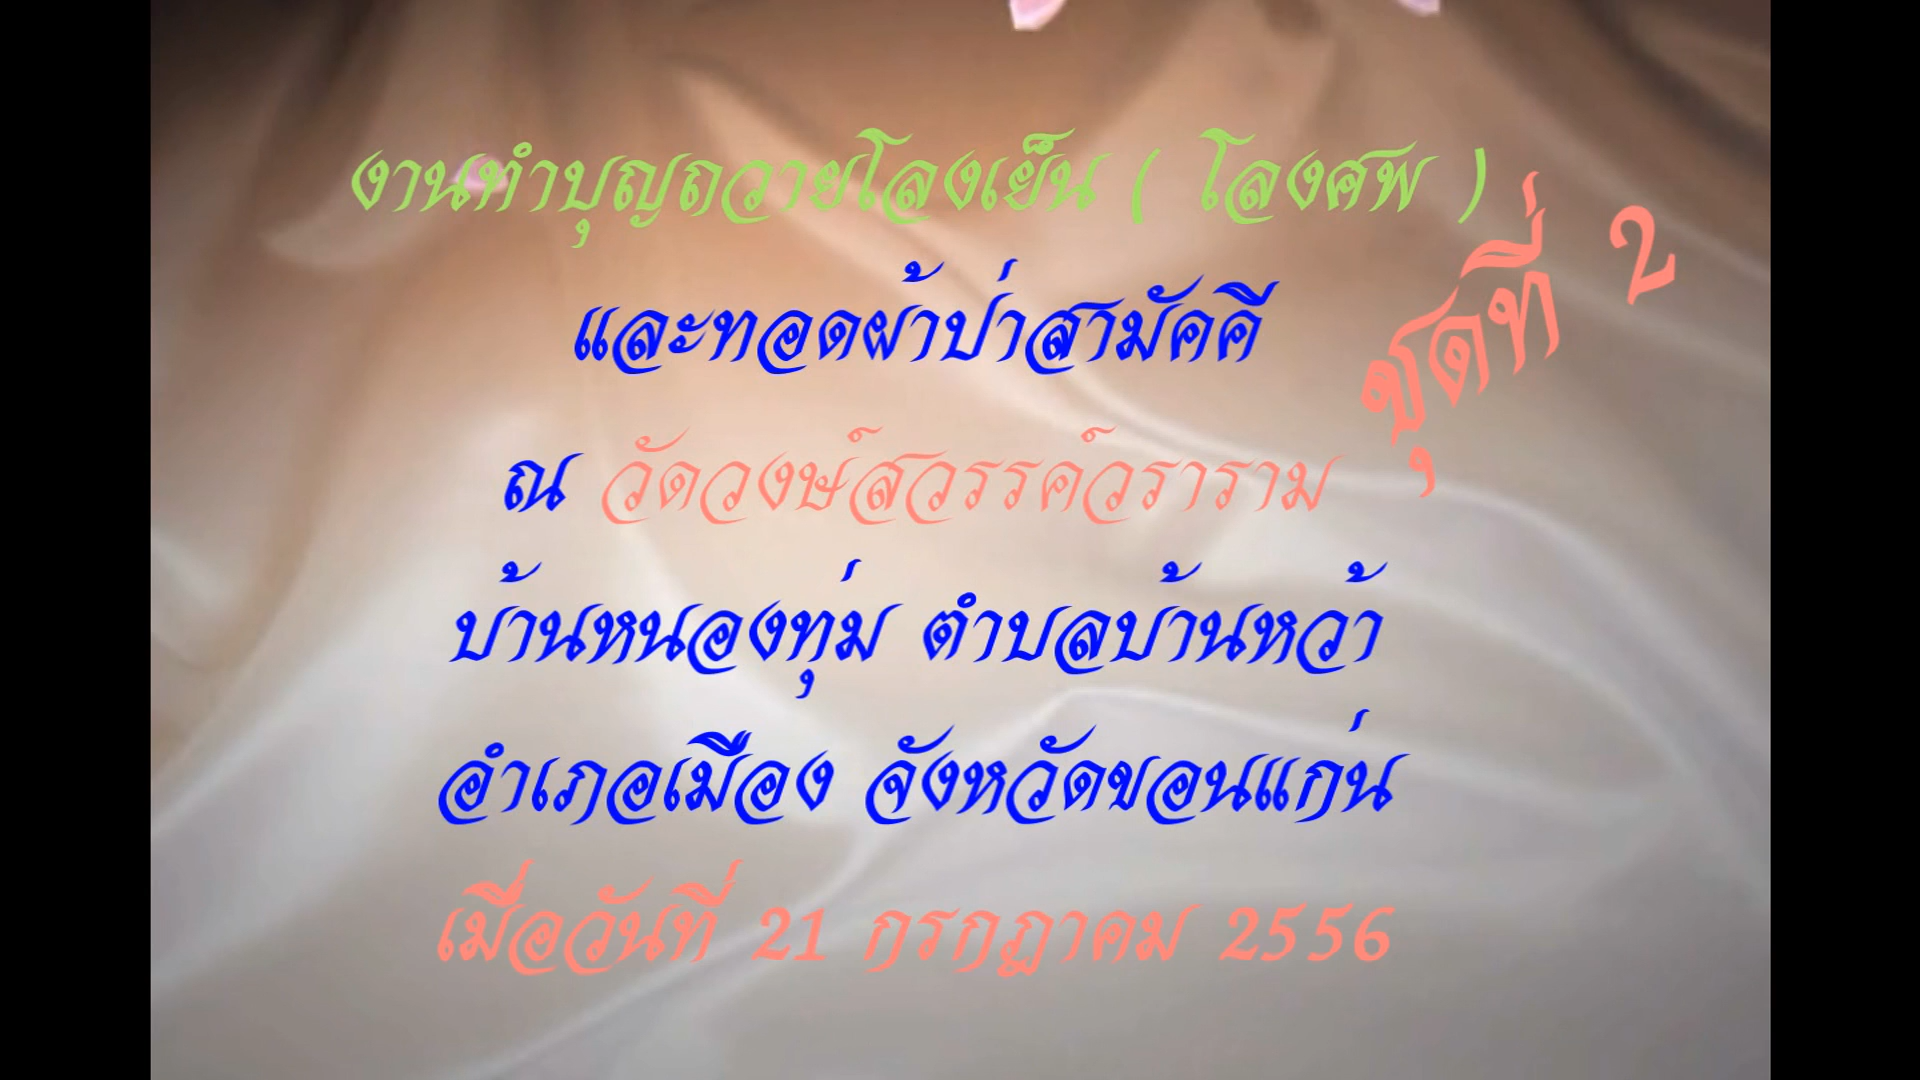 งานทำบุญถวายโลงเย็น ( โลงศพ )
และทอดผ้าป่าสามัคคี
ชุดที่ 2
ณ วัดวงษ์สวรรค์วราราม
บ้านหนองทุ่ม ตำบลบ้านหว้า
อำเภอเมือง จังหวัดขอนแก่น
เมื่อวันที่ 21 กรกฎาคม 2556